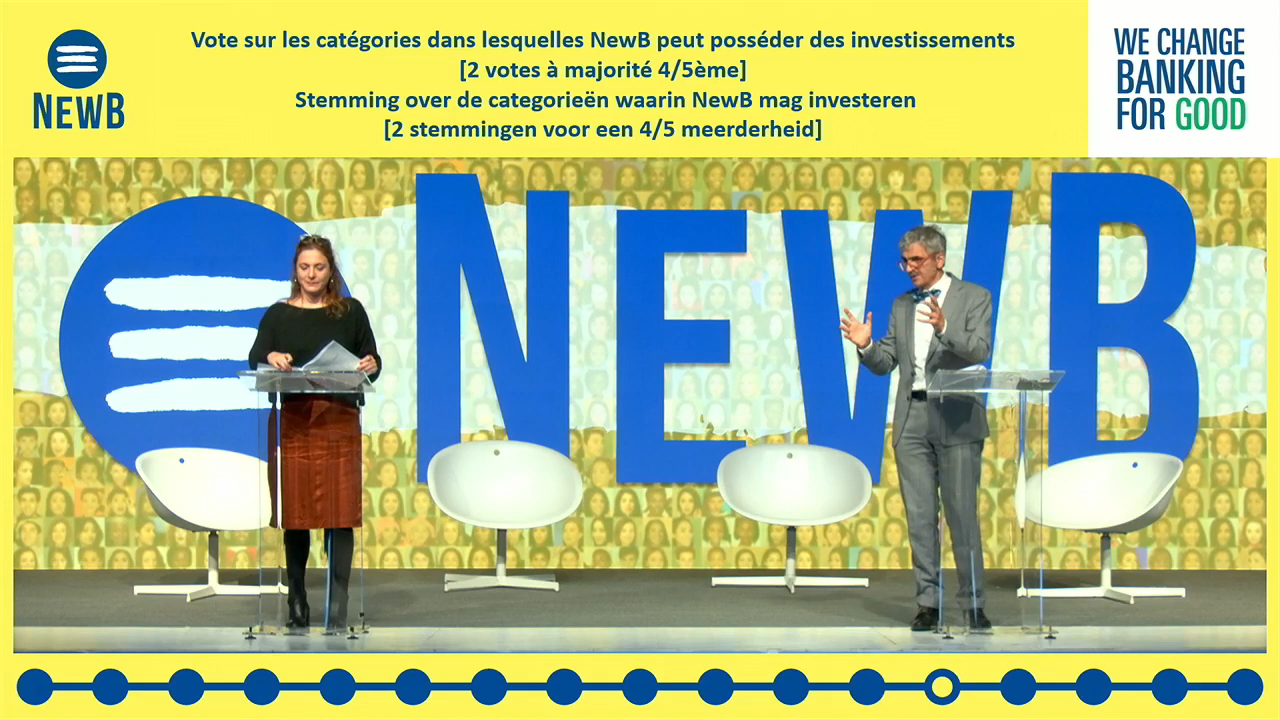 NEWB
Vote sur les catégories dans lesquelles NewB peut posséder des investissements
[2 votes à majorité 4/5ème]
Stemming over de categorieën waarin NewB mag investeren
[2 stemmingen voor een 4/5 meerderheid]
WE CHANGE
BANKING
FOR GOOD
NEWB